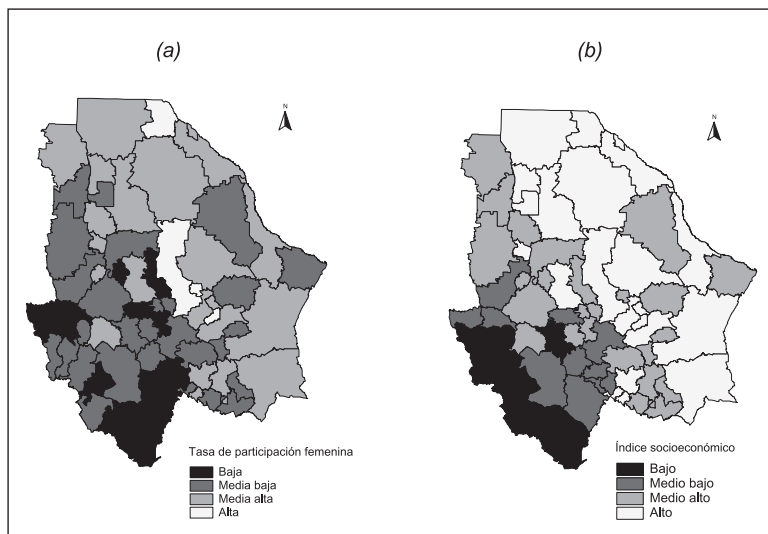 (a)
(b)
N
N
Tasa de participación femenina
Baja
Media baja
Media alta
Alta
Índice socioeconómico
Bajo
Medio bajo
Medio alto
Alto